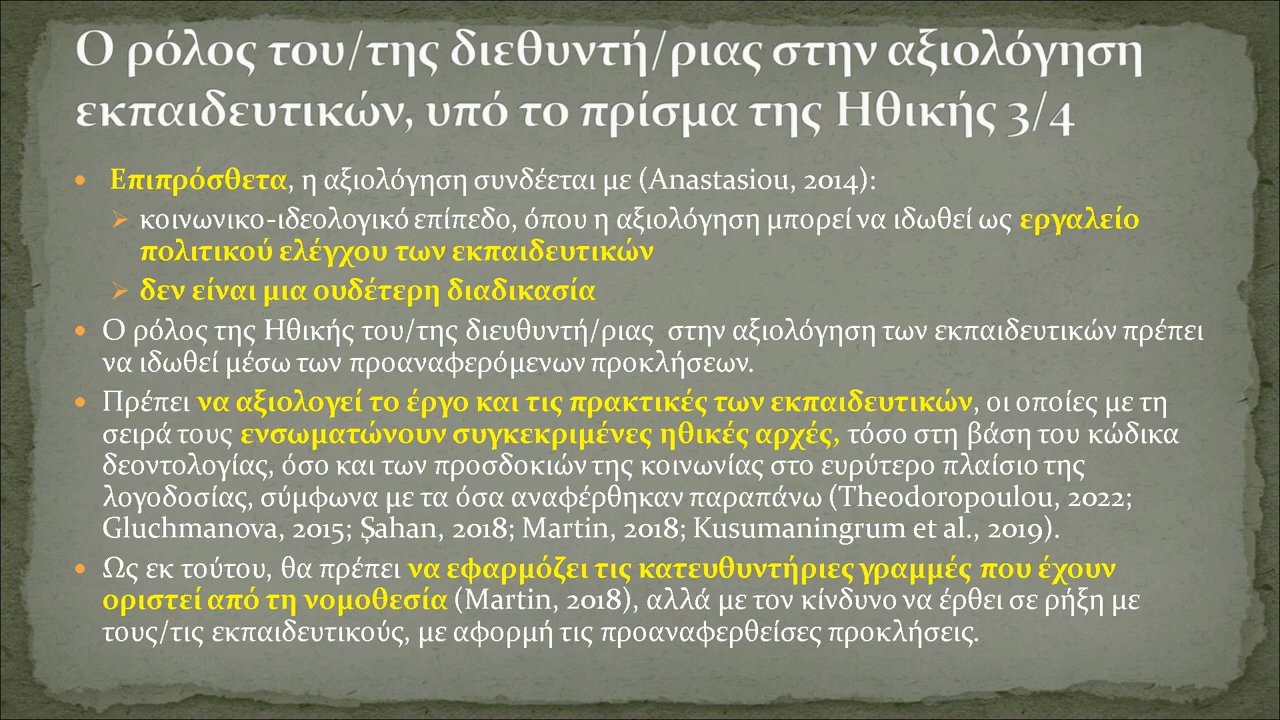 Ο ρόλος του/της διεθυντή/ριας στην αξιολόγηση
εκπαιδευτικών, υπό το πρίσμα της Ηθικής 3/4
• Επιπρόσθετα, η αξιολόγηση συνδέεται με (Anastasiou, 2014):
➢ κοινωνικο-ιδεολογικό επίπεδο, όπου η αξιολόγηση μπορεί να ιδωθεί ως εργαλείο
πολιτικού ελέγχου των εκπαιδευτικών
➢ δεν είναι μια ουδέτερη διαδικασία
• Ο ρόλος της Ηθικής του/της διευθυντή/ριας στην αξιολόγηση των εκπαιδευτικών πρέπει
να ιδωθεί μέσω των προαναφερόμενων προκλήσεων.
• Πρέπει να αξιολογεί το έργο και τις πρακτικές των εκπαιδευτικών, οι οποίες με τη
σειρά τους ενσωματώνουν συγκεκριμένες ηθικές αρχές, τόσο στη βάση του κώδικα
δεοντολογίας, όσο και των προσδοκιών της κοινωνίας στο ευρύτερο πλαίσιο της
λογοδοσίας, σύμφωνα με τα όσα αναφέρθηκαν παραπάνω (Theodoropoulou, 2022;
Gluchmanova, 2015; Şahan, 2018; Martin, 2018; Kusumaningrum et al., 2019).
• Ως εκ τούτου, θα πρέπει να εφαρμόζει τις κατευθυντήριες γραμμές που έχουν
οριστεί από τη νομοθεσία (Martin, 2018), αλλά με τον κίνδυνο να έρθει σε ρήξη με
τους/τις εκπαιδευτικούς, με αφορμή τις προαναφερθείσες προκλήσεις.